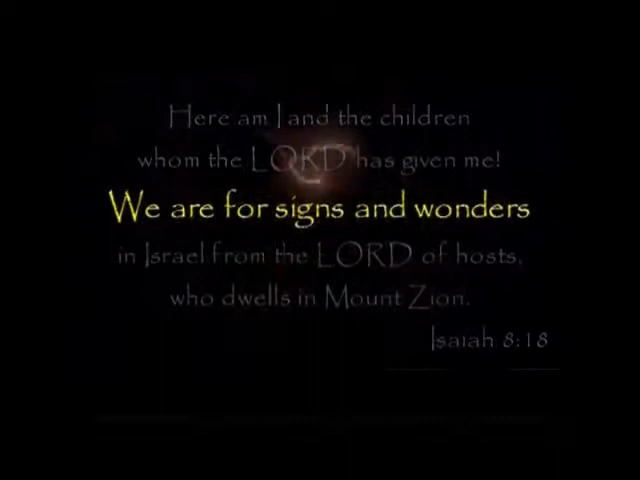 Here am I and the children
whom the LORD has given me!
We are for signs and wonders
in Israel from the LORD of hosts,
who dwells in Mount Zion.
Isaiah 8:18